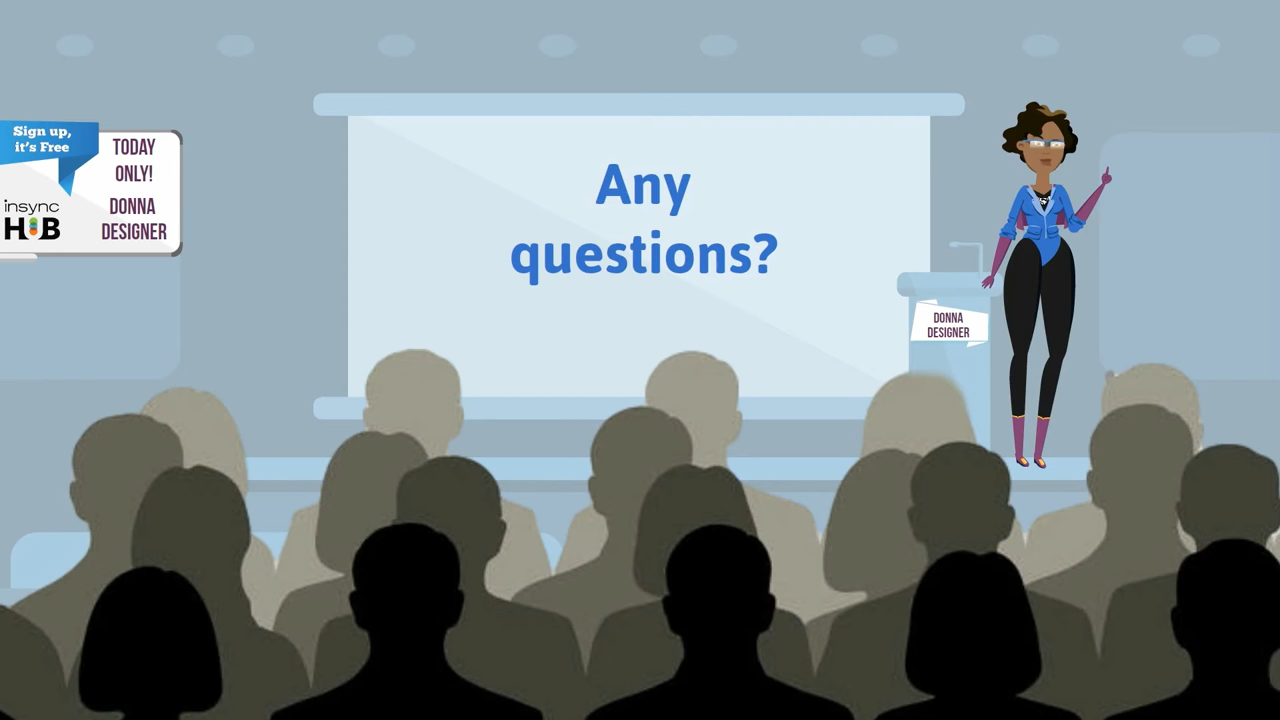 Sign up,
it's Free
insync
HUB
TODAY
ONLY!
DONNA
DESIGNER
Any
questions?
DONNA
DESIGNER